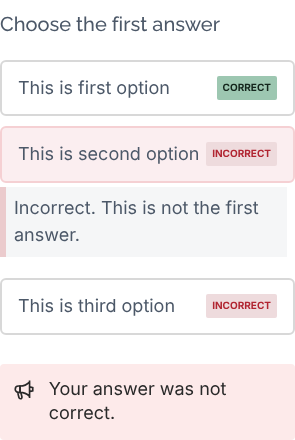 Choose the first answer
This is first option CORRECT
This is second option INCORRECT
Incorrect. This is not the first
answer.
This is third option INCORRECT
Your answer was not
correct.